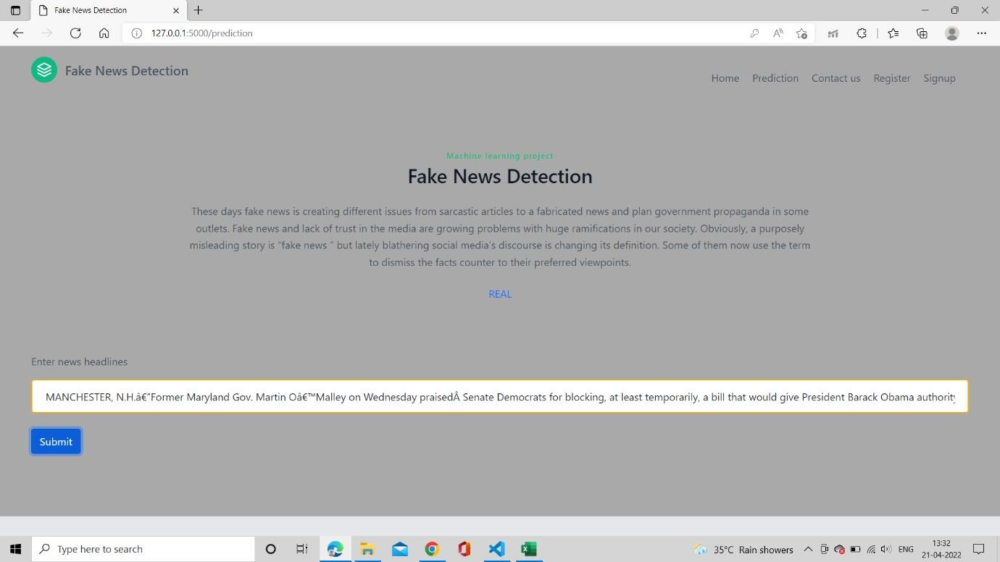 Fake News Detection
127.0.0.1:5000/prediction
Fake News Detection
Home Prediction Contact us Register Signup
Machine learning project
Fake News Detection
These days fake news is creating different issues from sarcastic articles to a fabricated news and plan government propaganda in some
outlets. Fake news and lack of trust in the media are growing problems with huge ramifications in our society. Obviously, a purposely
misleading story is “fake news ” but lately blathering social media's discourse is changing its definition. Some of them now use the term
to dismiss the facts counter to their preferred viewpoints.
REAL
Enter news headlines
MANCHESTER, N.H.â€”Former Maryland Gov. Martin Oâ€™Malley on Wednesday praisedÂ Senate Democrats for blocking, at least temporarily, a bill that would give President Barack Obama authority
Submit
Type here to search
35°C Rain showers
ENG
13:32
21-04-2022